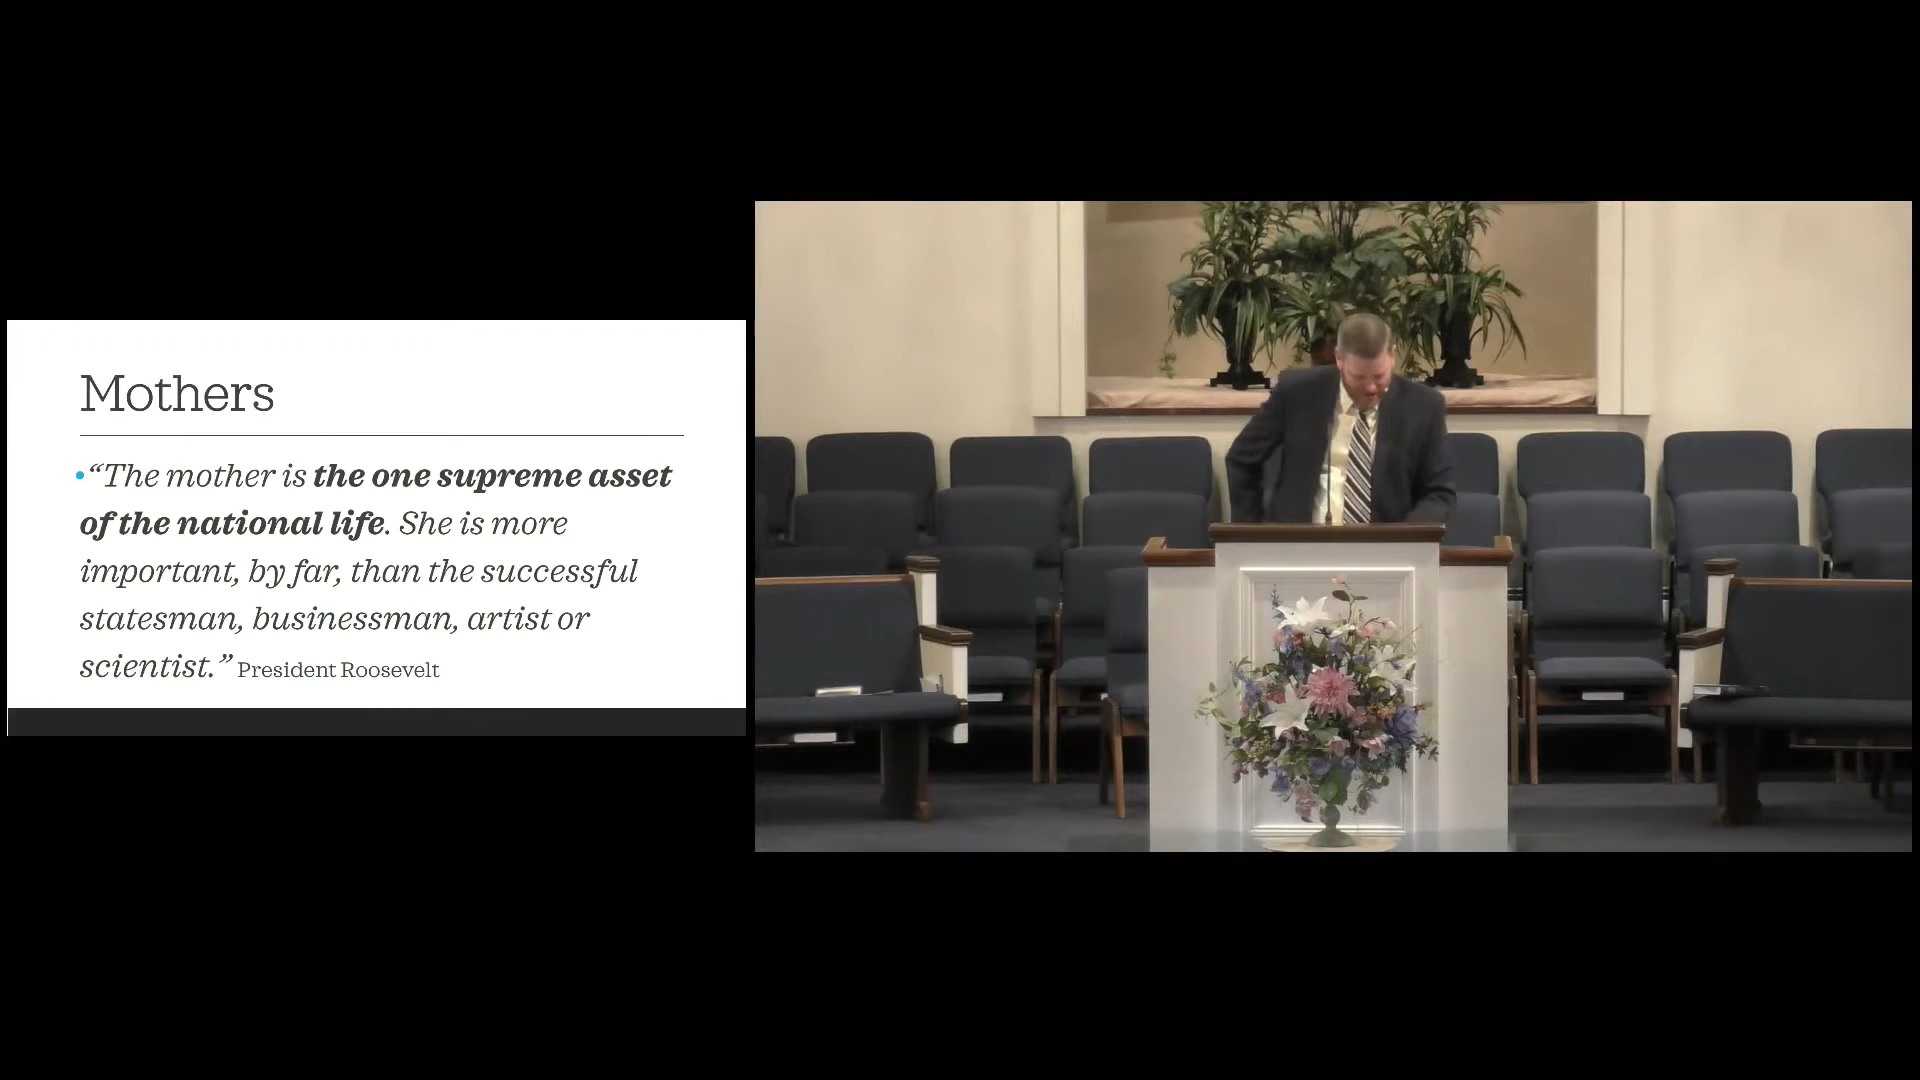 Mothers
•“The mother is the one supreme asset
of the national life. She is more
important, by far, than the successful
statesman, businessman, artist or
scientist.” President Roosevelt